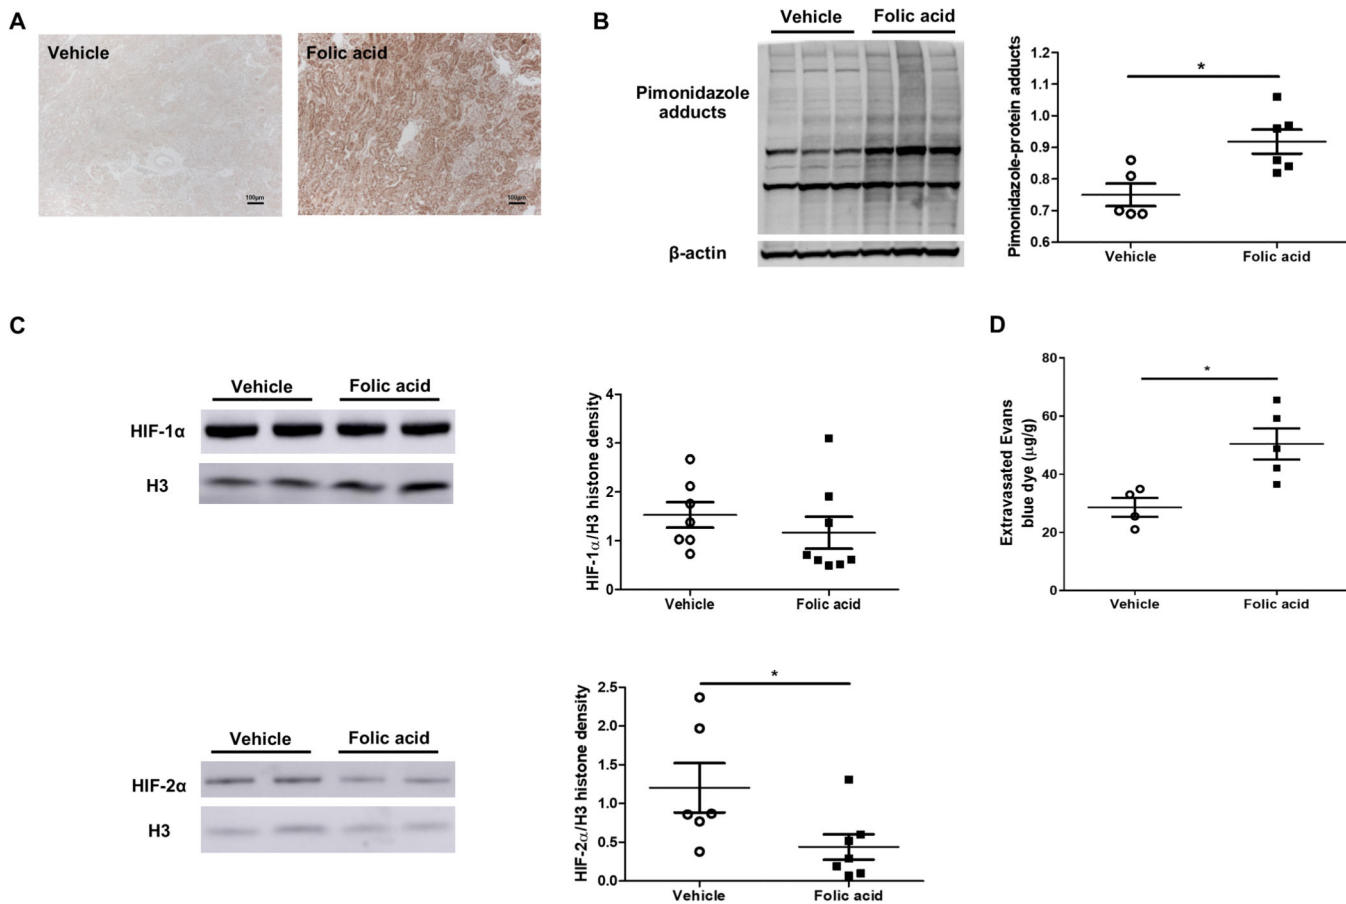 A
Vehicle
100μm
Folic acid
100μm
B
Vehicle
Folic acid
Pimonidazole
adducts
β-actin
Pimonidazole-protein adducts
1.2
1.1
1.0
0.9
0.8
0.7
0.6
*
Vehicle
Folic acid
C
Vehicle
Folic acid
HIF-1α
H3
HIF-1α/H3 histone density
4
3
2
1
0
Vehicle
Folic acid
D
Extravasated Evans
blue dye (μg/g)
80
60
40
20
0
*
Vehicle
Folic acid
Vehicle
Folic acid
HIF-2α
H3
HIF-2α/H3 histone density
2.5
2.0
1.5
1.0
0.5
0.0
*
Vehicle
Folic acid